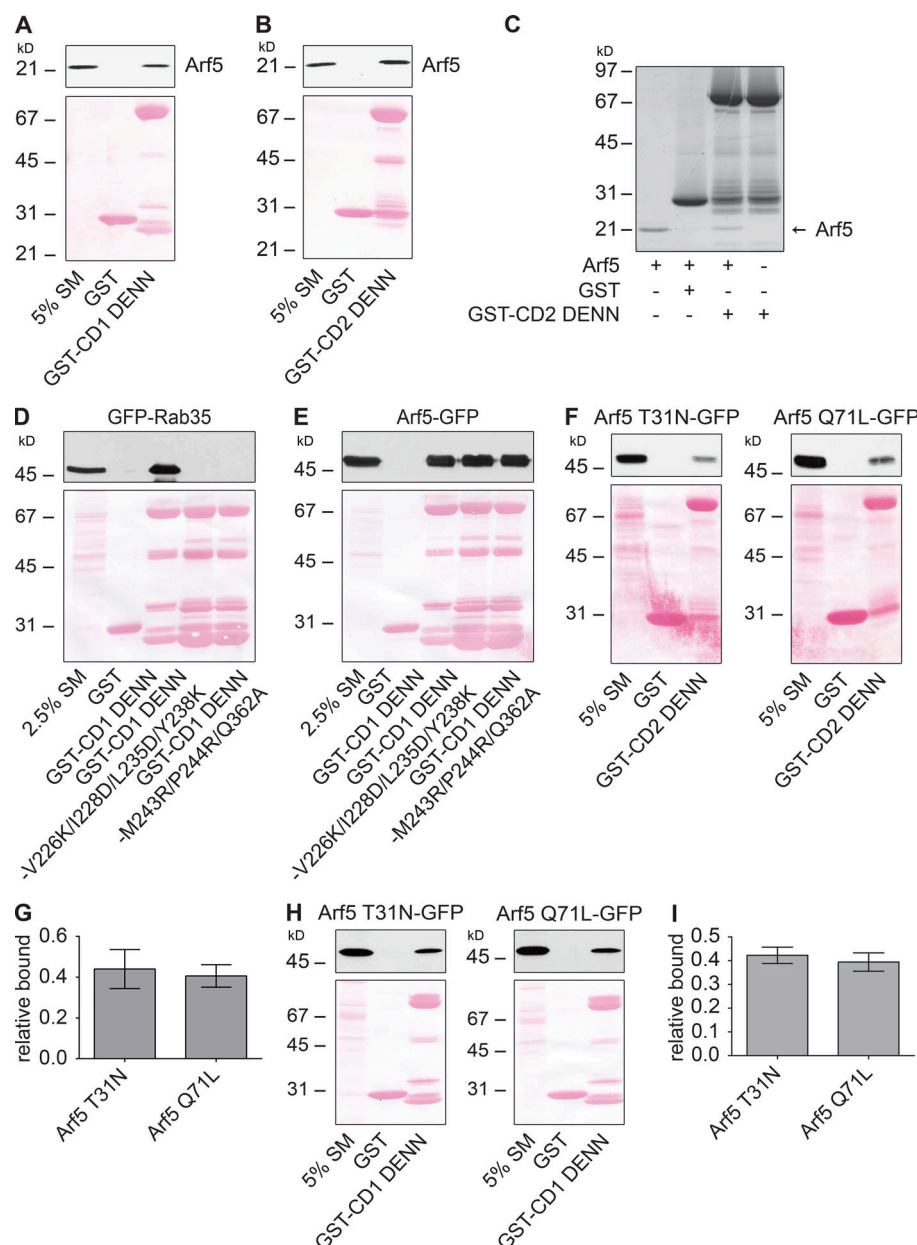 A
kD
21
Arf5
67
45
31
21
5% SM
GST
GST-CD1 DENN
B
kD
21
Arf5
67
45
31
21
5% SM
GST
GST-CD2 DENN
C
kD
97
67
45
31
21
← Arf5
Arf5 + + + -
GST - + - -
GST-CD2 DENN - - + +
D
GFP-Rab35
kD
45
67
45
31
2.5% SM
GST
GST-CD1 DENN
GST-CD1 DENN
-V226K/I228D/L235D/Y238K
GST-CD1 DENN
-M243R/P244R/Q362A
E
Arf5-GFP
kD
45
67
45
31
2.5% SM
GST
GST-CD1 DENN
GST-CD1 DENN
-V226K/I228D/L235D/Y238K
GST-CD1 DENN
-M243R/P244R/Q362A
F
Arf5 T31N-GFP
kD
45
67
45
31
5% SM
GST
GST-CD2 DENN
Arf5 Q71L-GFP
kD
45
67
45
31
5% SM
GST
GST-CD2 DENN
G
relative bound
0.6
0.4
0.2
0.0
Arf5 T31N
Arf5 Q71L
H
Arf5 T31N-GFP
kD
45
67
45
31
5% SM
GST
GST-CD1 DENN
Arf5 Q71L-GFP
kD
45
67
45
31
5% SM
GST
GST-CD1 DENN
I
relative bound
0.5
0.4
0.3
0.2
0.1
0.0
Arf5 T31N
Arf5 Q71L